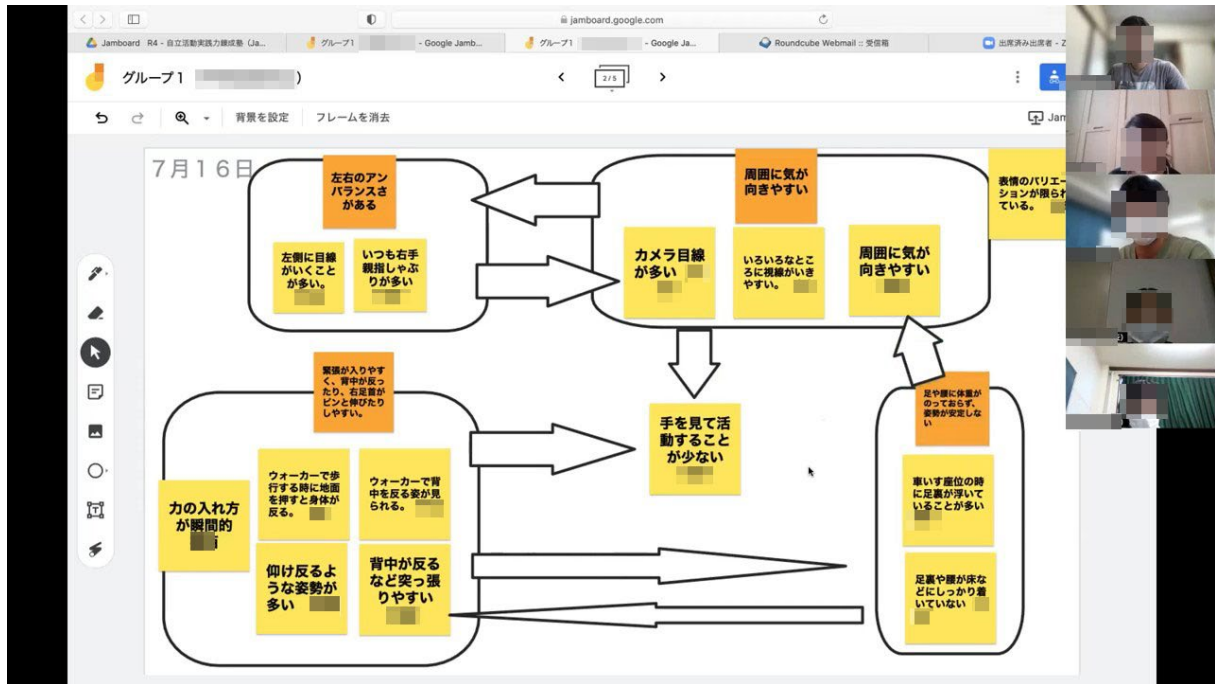 jamboard.google.com
Jamboard R4 - 自立活動実践力錬成塾（Ja...
グループ1
- Google Jamb...
グループ1
- Google Ja...
Roundcube Webmail :: 受信箱
出席済み出席者 - Z
グループ１
)
2/5
背景を設定
フレームを消去
Jam
７月１６日
左右のアン
バランスさ
がある
左側に目線
がいくこと
が多い。
いつも右手
親指しゃぶ
りが多い
周囲に気が
向きやすい
カメラ目線
が多い
いろいろなとこ
ろに視線がいき
やすい。
周囲に気が
向きやすい
表情のバリエー
ションが限られ
ている。
緊張が入りやす
く、背中が反っ
たり、右足首が
ピンと伸びたり
しやすい。
力の入れ方
が瞬間的
ウォーカーで歩
行する時に地面
を押すと身体が
反る。
ウォーカーで背
中を反る姿が見
られる。
仰け反るよ
うな姿勢が
多い
背中が反る
など突っ張
りやすい
手を見て活
動すること
が少ない
足や腰に体重が
のっておらず、
姿勢が安定しな
い
車いす座位の時
に足裏が浮いて
いることが多い
足裏や腰が床な
どにしっかり着
いていない